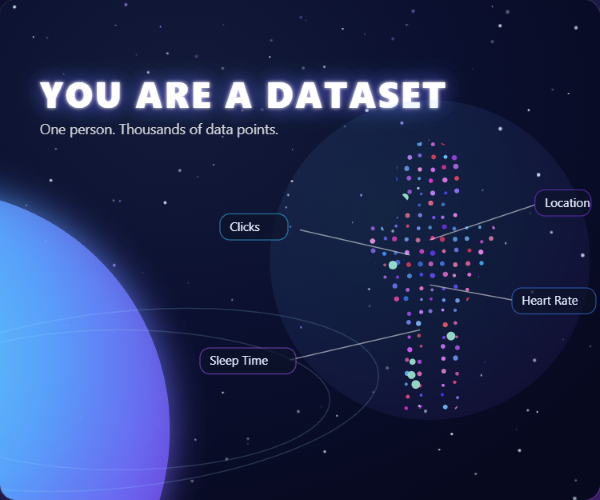 YOU ARE A DATASET
One person. Thousands of data points.
Clicks
Location
Heart Rate
Sleep Time